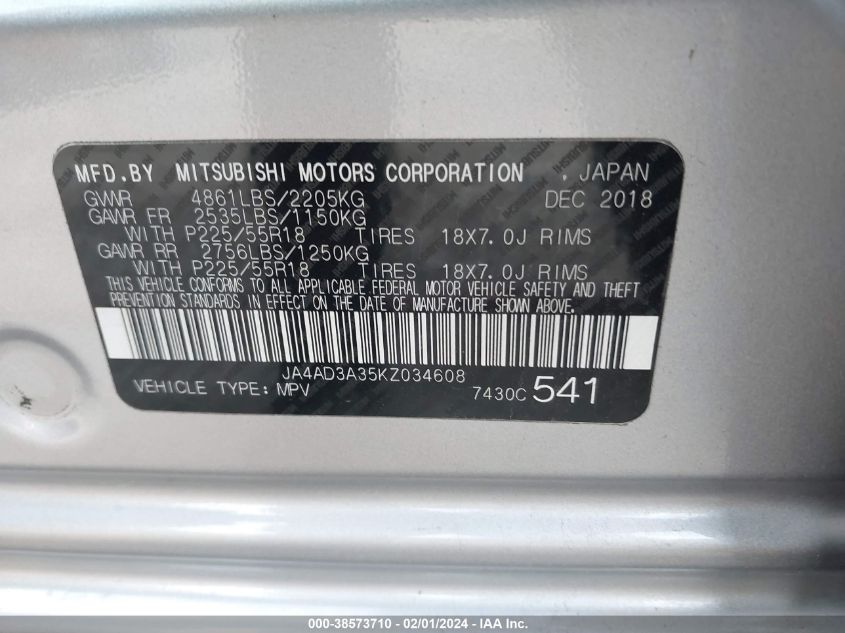 MFD.BY MITSUBISHI MOTORS CORPORATION . JAPAN
GVWR 4861LBS/2205KG DEC 2018
GAWR FR 2535LBS/1150KG
WITH P225/55R18 TIRES 18X7.0J RIMS
GAWR RR 2756LBS/1250KG
WITH P225/55R18 TIRES 18X7.0J RIMS
THIS VEHICLE CONFORMS TO ALL APPLICABLE FEDERAL MOTOR VEHICLE SAFETY AND THEFT
PREVENTION STANDARDS IN EFFECT ON THE DATE OF MANUFACTURE SHOWN ABOVE.
JA4AD3A35KZ034608
VEHICLE TYPE: MPV 7430C 541
000-38573710 - 02/01/2024 - IAA Inc.